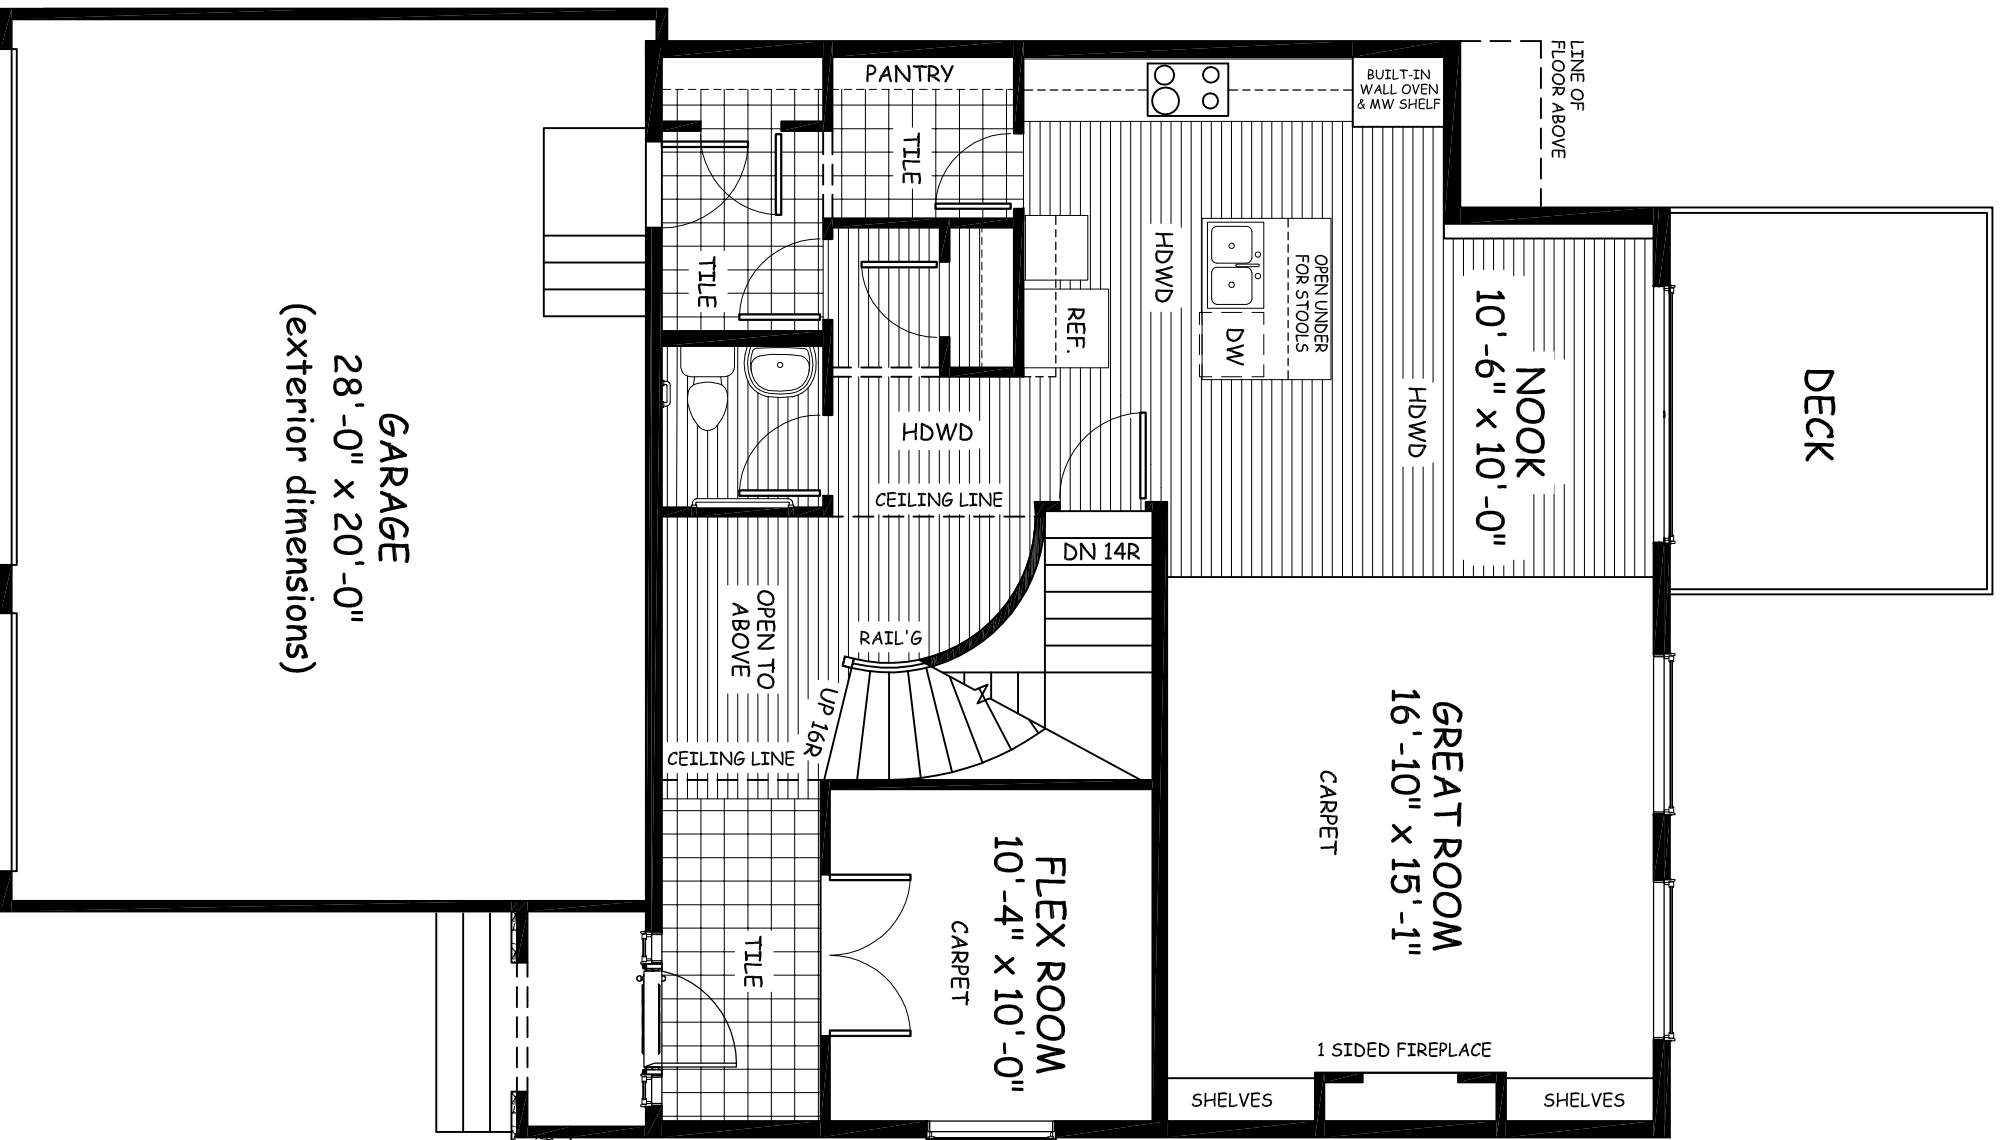 PANTRY
BUILT-IN
WALL OVEN
& MW SHELF
LINE OF
FLOOR ABOVE
TILE
TILE
HDWD
OPEN UNDER
FOR STOOLS
DW
REF.
HDWD
NOOK
10'-6" x 10'-0"
DECK
GARAGE
28'-0" x 20'-0"
(exterior dimensions)
HDWD
CEILING LINE
DN 14R
OPEN TO
ABOVE
RAIL'G
UP 16R
CEILING LINE
GREAT ROOM
16'-10" x 15'-1"
CARPET
FLEX ROOM
10'-4" x 10'-0"
CARPET
TILE
1 SIDED FIREPLACE
SHELVES
SHELVES